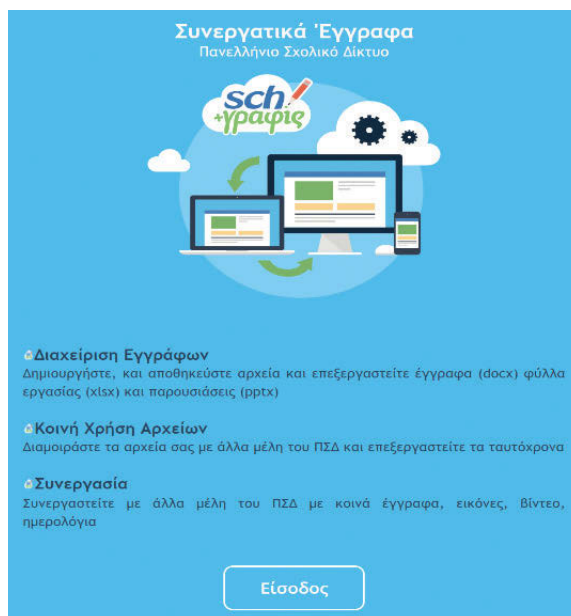 Συνεργατικά Έγγραφα
Πανελλήνιο Σχολικό Δίκτυο
sch
+γραφίς
Διαχείριση Εγγράφων
Δημιουργήστε, και αποθηκεύστε αρχεία και επεξεργαστείτε έγγραφα (docx) φύλλα
εργασίας (xlsx) και παρουσιάσεις (pptx)
Κοινή Χρήση Αρχείων
Διαμοιράστε τα αρχεία σας με άλλα μέλη του ΠΣΔ και επεξεργαστείτε τα ταυτόχρονα
Συνεργασία
Συνεργαστείτε με άλλα μέλη του ΠΣΔ με κοινά έγγραφα, εικόνες, βίντεο,
ημερολόγια
Είσοδος